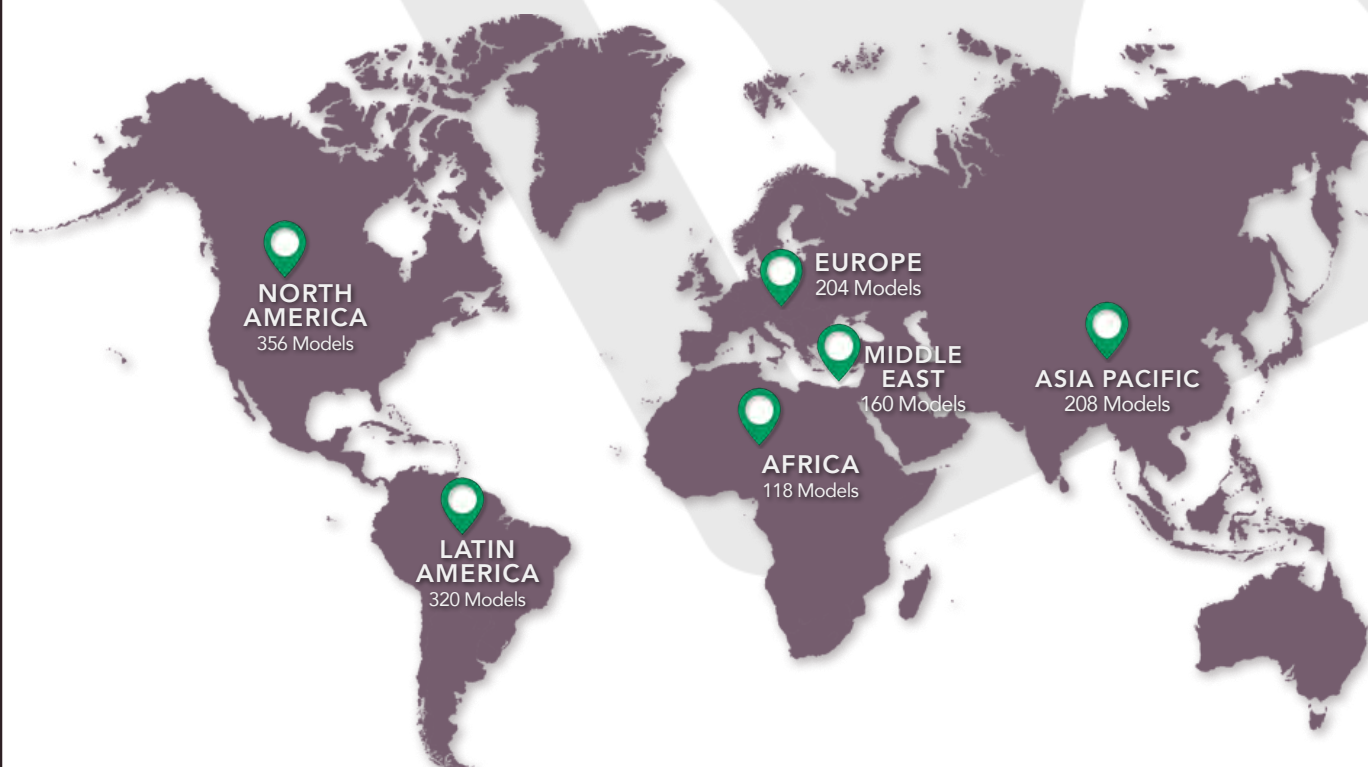 NORTH
AMERICA
356 Models
EUROPE
204 Models
MIDDLE
EAST
160 Models
ASIA PACIFIC
208 Models
AFRICA
118 Models
LATIN
AMERICA
320 Models